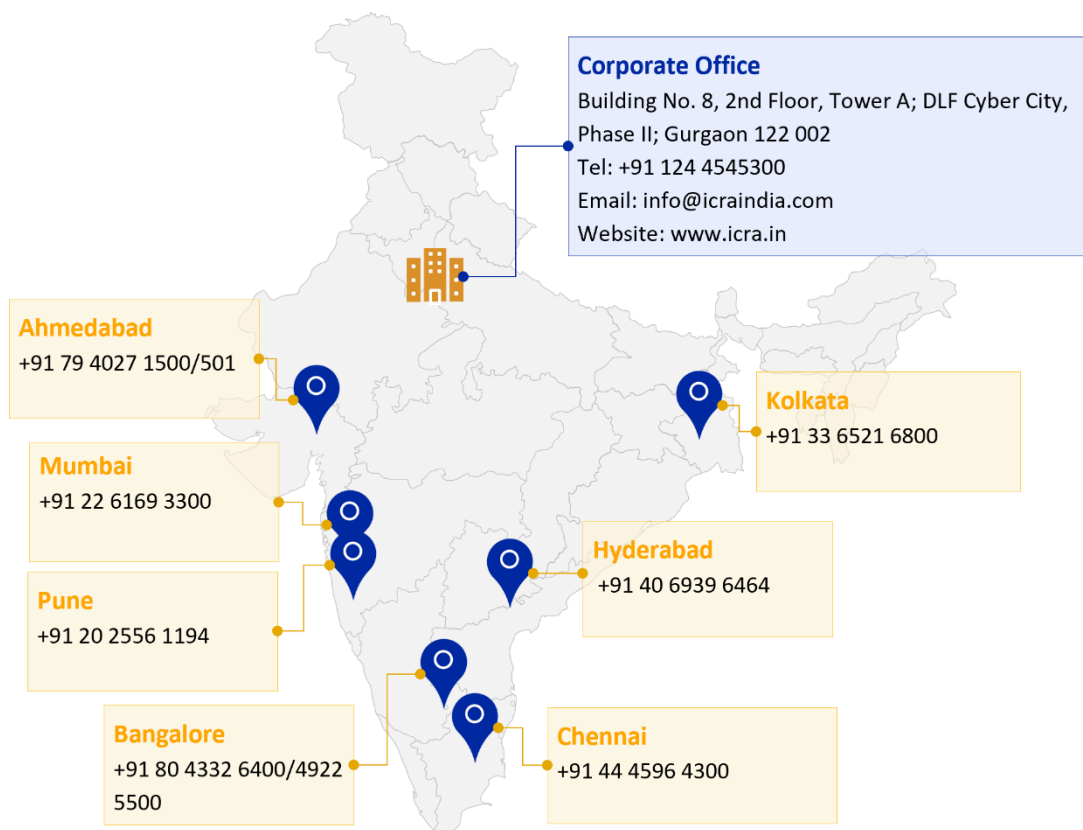 Corporate Office
Building No. 8, 2nd Floor, Tower A; DLF Cyber City,
Phase II; Gurgaon 122 002
Tel: +91 124 4545300
Email: info@icraindia.com
Website: www.icra.in
Ahmedabad
+91 79 4027 1500/501
Kolkata
+91 33 6521 6800
Mumbai
+91 22 6169 3300
Hyderabad
+91 40 6939 6464
Pune
+91 20 2556 1194
Bangalore
+91 80 4332 6400/4922
5500
Chennai
+91 44 4596 4300